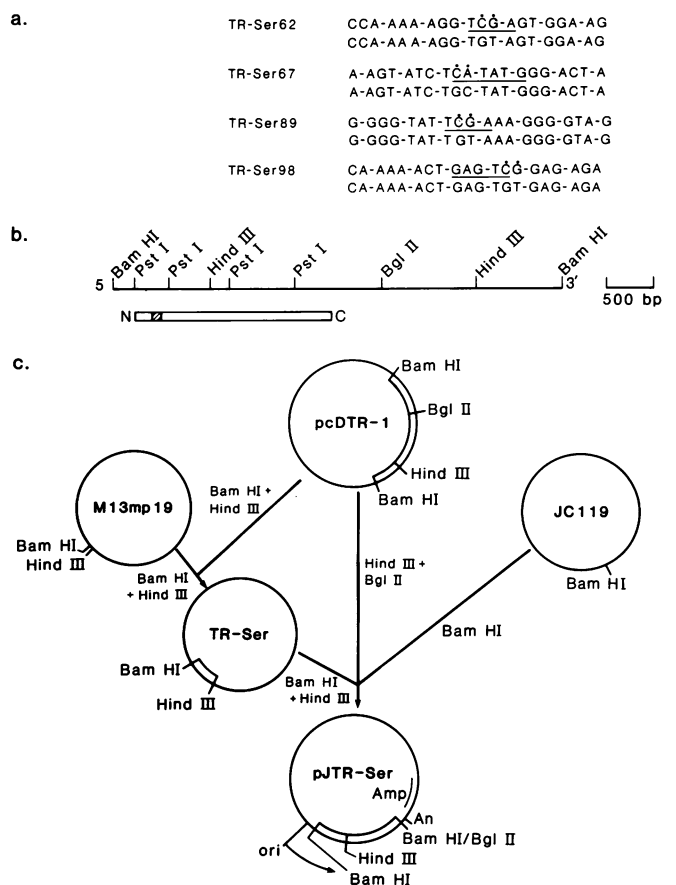 a.
TR-Ser62 CCA-AAA-AGG-TCG-AGT-GGA-AG
CCA-AAA-AGG-TGT-AGT-GGA-AG
TR-Ser67 A-AGT-ATC-TCA-TAT-GGG-ACT-A
A-AGT-ATC-TGC-TAT-GGG-ACT-A
TR-Ser89 G-GGG-TAT-TCG-AAA-GGG-GTA-G
G-GGG-TAT-TGT-AAA-GGG-GTA-G
TR-Ser98 CA-AAA-ACT-GAG-TCG-GAG-AGA
CA-AAA-ACT-GAG-TGT-GAG-AGA
b.
Bam HI Pst I Pst I Hind III Pst I Pst I Bgl II Hind III Bam HI
5 3′ 500 bp
N C
c.
Bam HI
Bgl II
pcDTR-1
Hind III
Bam HI
M13mp19
Bam HI
Hind III
Bam HI +
Hind III
Bam HI
+ Hind III
JC119
Bam HI
Hind III +
Bgl II
Bam HI
TR-Ser
Bam HI
Hind III
Bam HI
+ Hind III
pJTR-Ser
Amp
An
Bam HI/Bgl II
ori
Hind III
Bam HI